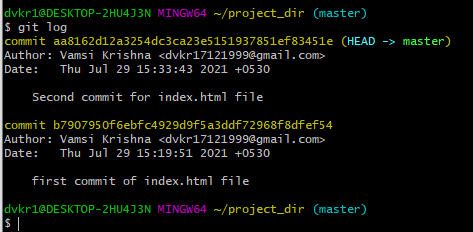 dvkr1@DESKTOP-2HU4J3N MINGW64 ~/project_dir (master)
$ git log
commit aa8162d12a3254dc3ca23e5151937851ef83451e (HEAD -> master)
Author: Vamsi Krishna <dvkr17121999@gmail.com>
Date:   Thu Jul 29 15:33:43 2021 +0530

    Second commit for index.html file

commit b7907950f6ebfc4929d9f5a3ddf72968f8dfef54
Author: Vamsi Krishna <dvkr17121999@gmail.com>
Date:   Thu Jul 29 15:19:51 2021 +0530

    first commit of index.html file

dvkr1@DESKTOP-2HU4J3N MINGW64 ~/project_dir (master)
$